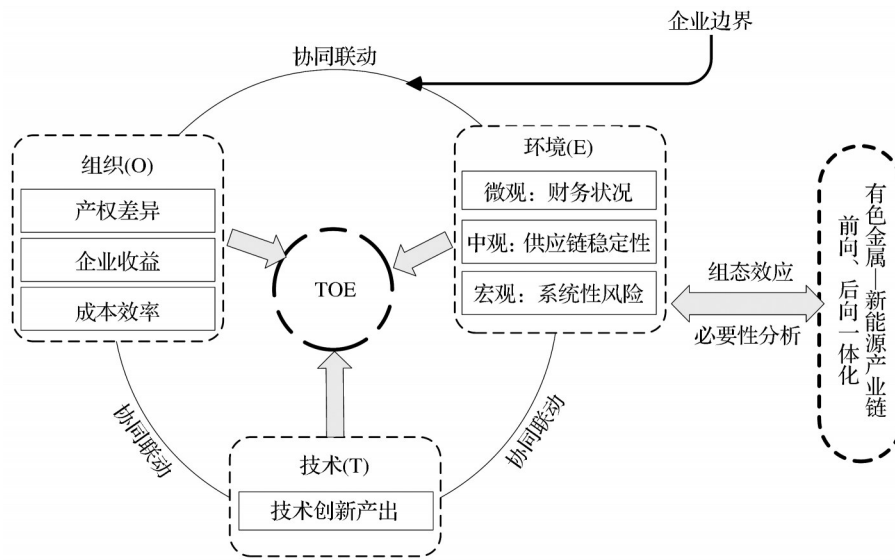 企业边界
协同联动
组织(O)
产权差异
企业收益
成本效率
环境(E)
微观：财务状况
中观：供应链稳定性
宏观：系统性风险
TOE
组态效应
必要性分析
有色金属—新能源产业链
前向、后向一体化
协同联动
协同联动
技术(T)
技术创新产出